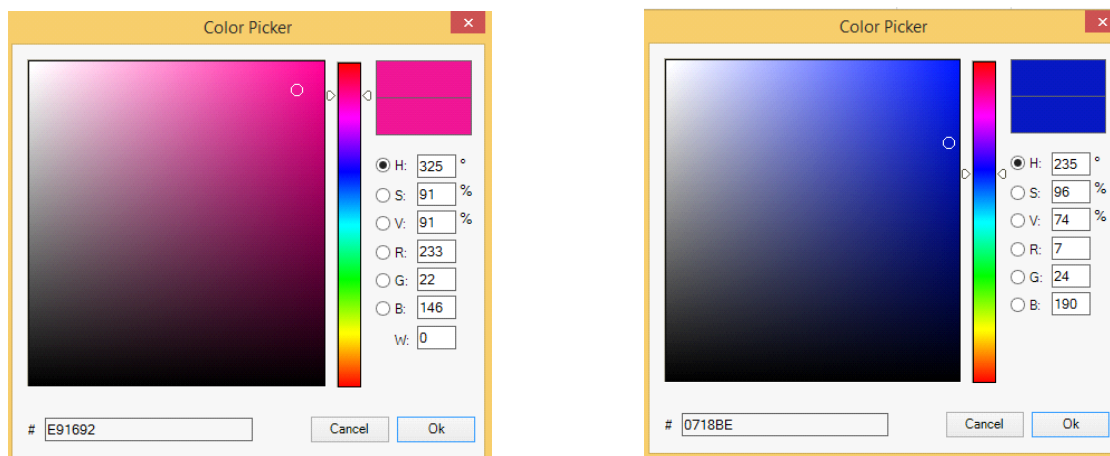 Color Picker
H: 325 °
S: 91 %
V: 91 %
R: 233
G: 22
B: 146
W: 0
# E91692
Cancel Ok
Color Picker
H: 235 °
S: 96 %
V: 74 %
R: 7
G: 24
B: 190
# 0718BE
Cancel Ok